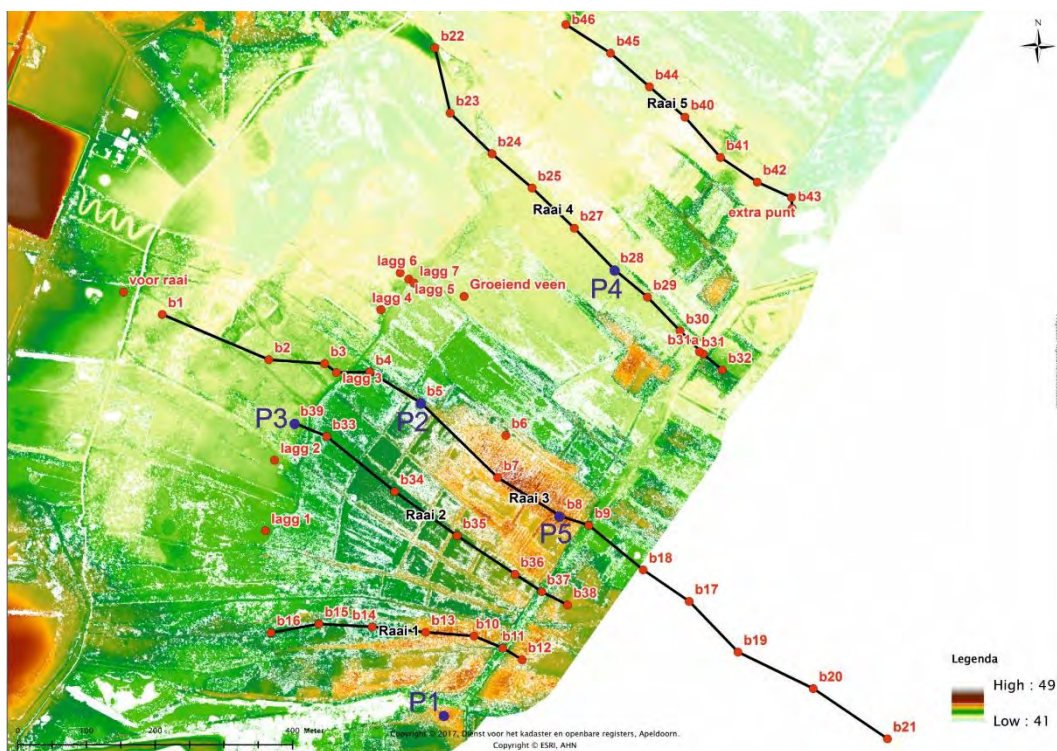 b46
b22
b45
N
b44
b23
Raai 5
b40
b24
b41
b25
b42
Raai 4
b43
b27
extra punt
b28
lagg 6
lagg 7
voor raai
lagg 5
Groeiend veen
P4
b29
b1
lagg 4
b30
b31a
b31
b2
b3
b4
b32
lagg 3
b5
P2
b39
P3
b33
b6
lagg 2
b7
b34
Raai 3
b8
Raai 2
P5
b9
lagg 1
b35
b18
b36
b37
b17
b38
b15
b16
b14
Raai 1
b13
b10
b11
b12
b19
Legenda
b20
High : 49
P1
Low : 41
0 100 200 400 Meter
Copyright © 2017, Dienst voor het kadaster en openbare registers, Apeldoorn.
b21
Copyright © ESRI, AHN